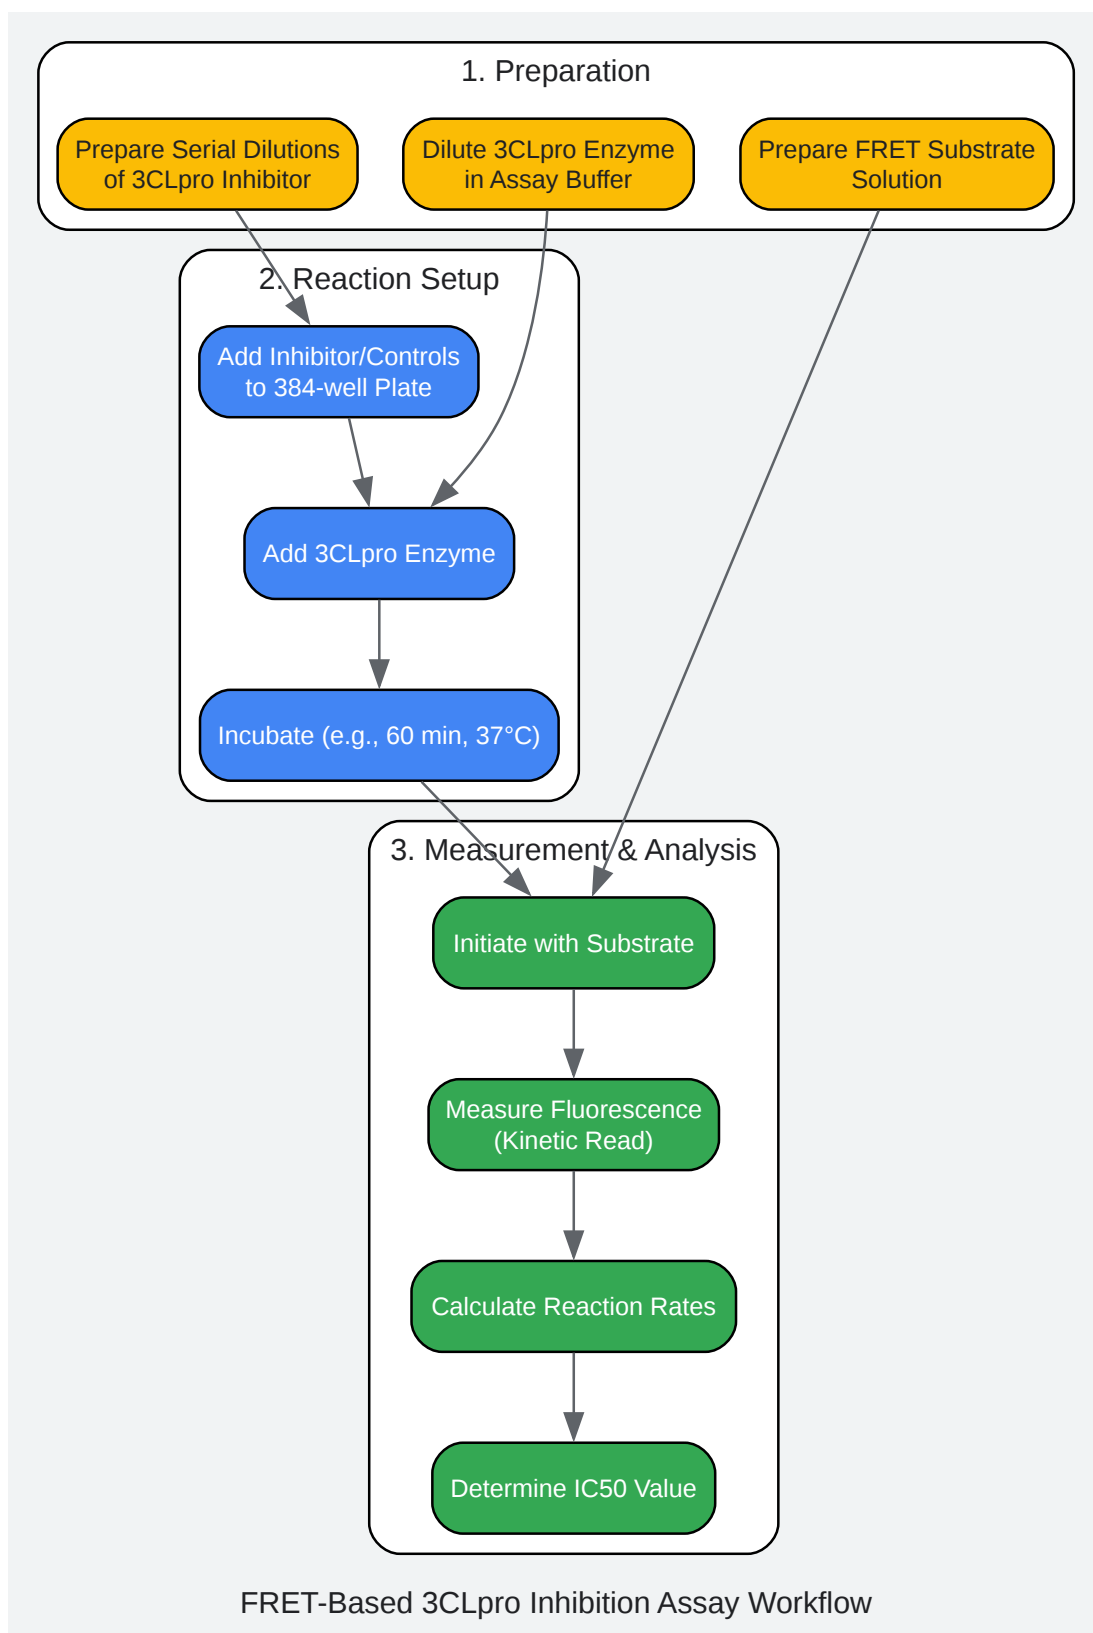 1. Preparation
Prepare Serial Dilutions
of 3CLpro Inhibitor
Dilute 3CLpro Enzyme
in Assay Buffer
Prepare FRET Substrate
Solution
2. Reaction Setup
Add Inhibitor/Controls
to 384-well Plate
Add 3CLpro Enzyme
Incubate (e.g., 60 min, 37°C)
3. Measurement & Analysis
Initiate with Substrate
Measure Fluorescence
(Kinetic Read)
Calculate Reaction Rates
Determine IC50 Value
FRET-Based 3CLpro Inhibition Assay Workflow